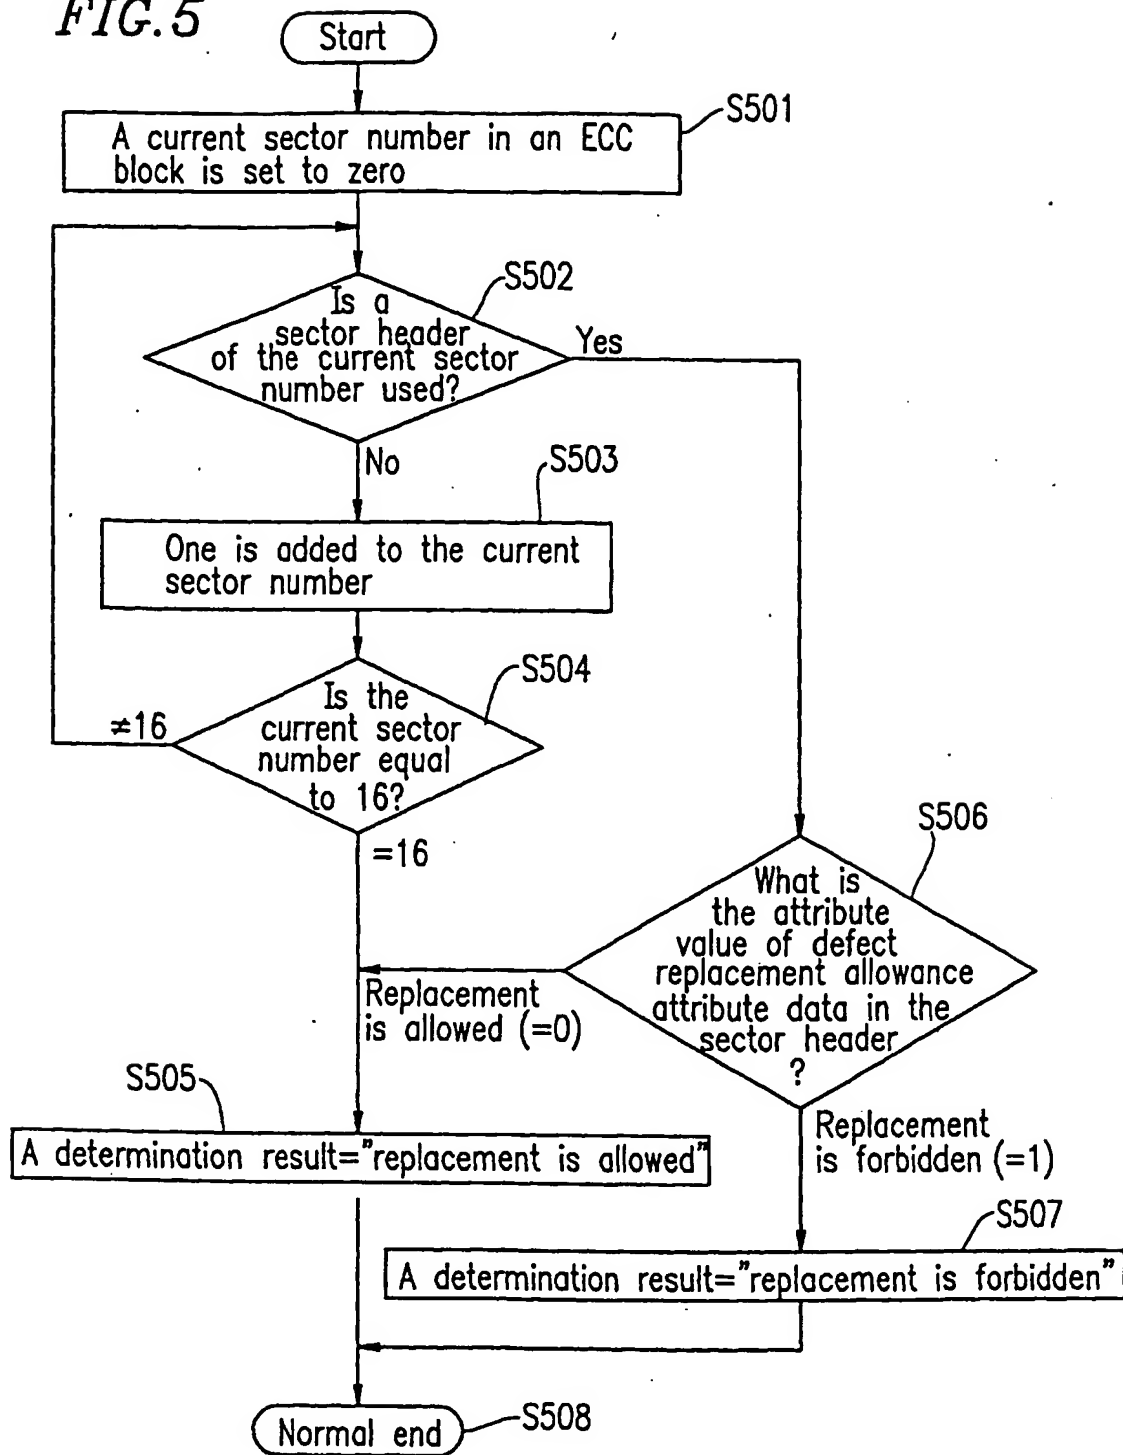 FIG. 5
Start
S501
A current sector number in an ECC
block is set to zero
S502
Is a
sector header
of the current sector
number used?
Yes
No
S503
One is added to the current
sector number
S504
Is the
current sector
number equal
to 16?
≠16
=16
S506
What is
the attribute
value of defect
replacement allowance
attribute data in the
sector header
?
Replacement
is allowed (=0)
S505
A determination result="replacement is allowed"
Replacement
is forbidden (=1)
S507
A determination result="replacement is forbidden"
Normal end
S508